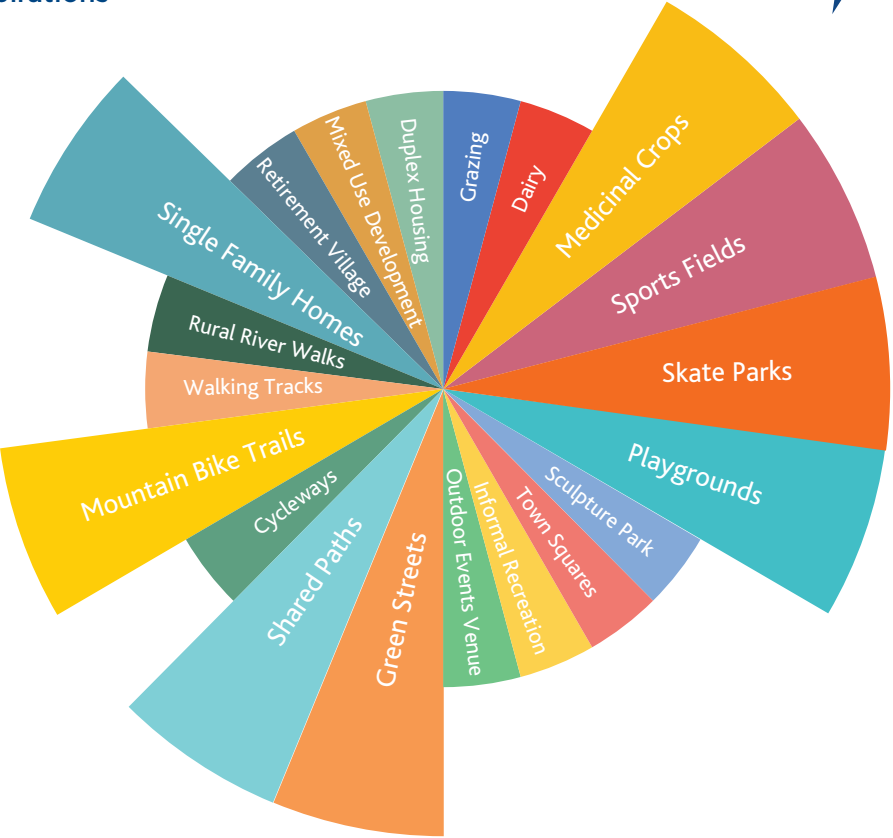 Grazing
Dairy
Medicinal Crops
Sports Fields
Skate Parks
Playgrounds
Sculpture Park
Town Squares
Informal Recreation
Outdoor Events Venue
Green Streets
Shared Paths
Cycleways
Mountain Bike Trails
Walking Tracks
Rural River Walks
Single Family Homes
Retirement Village
Mixed Use Development
Duplex Housing